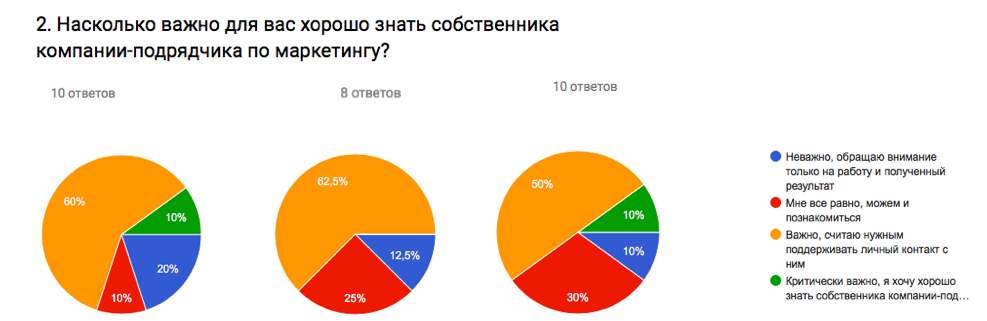 2. Насколько важно для вас хорошо знать собственника
компании-подрядчика по маркетингу?
10 ответов
8 ответов
10 ответов
60%
10%
20%
10%
62,5%
12,5%
25%
50%
10%
10%
30%
Неважно, обращаю внимание
только на работу и полученный
результат
Мне все равно, можем и
познакомиться
Важно, считаю нужным
поддерживать личный контакт с
ним
Критически важно, я хочу хорошо
знать собственника компании-под…